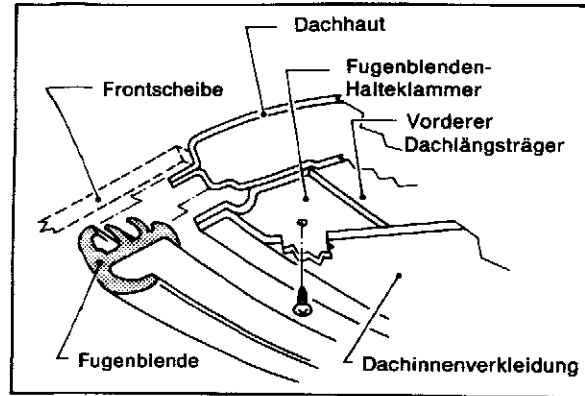 Dachhaut
Frontscheibe
Fugenblenden-
Halteklammer
Vorderer
Dachlängsträger
Fugenblende
Dachinnenverkleidung